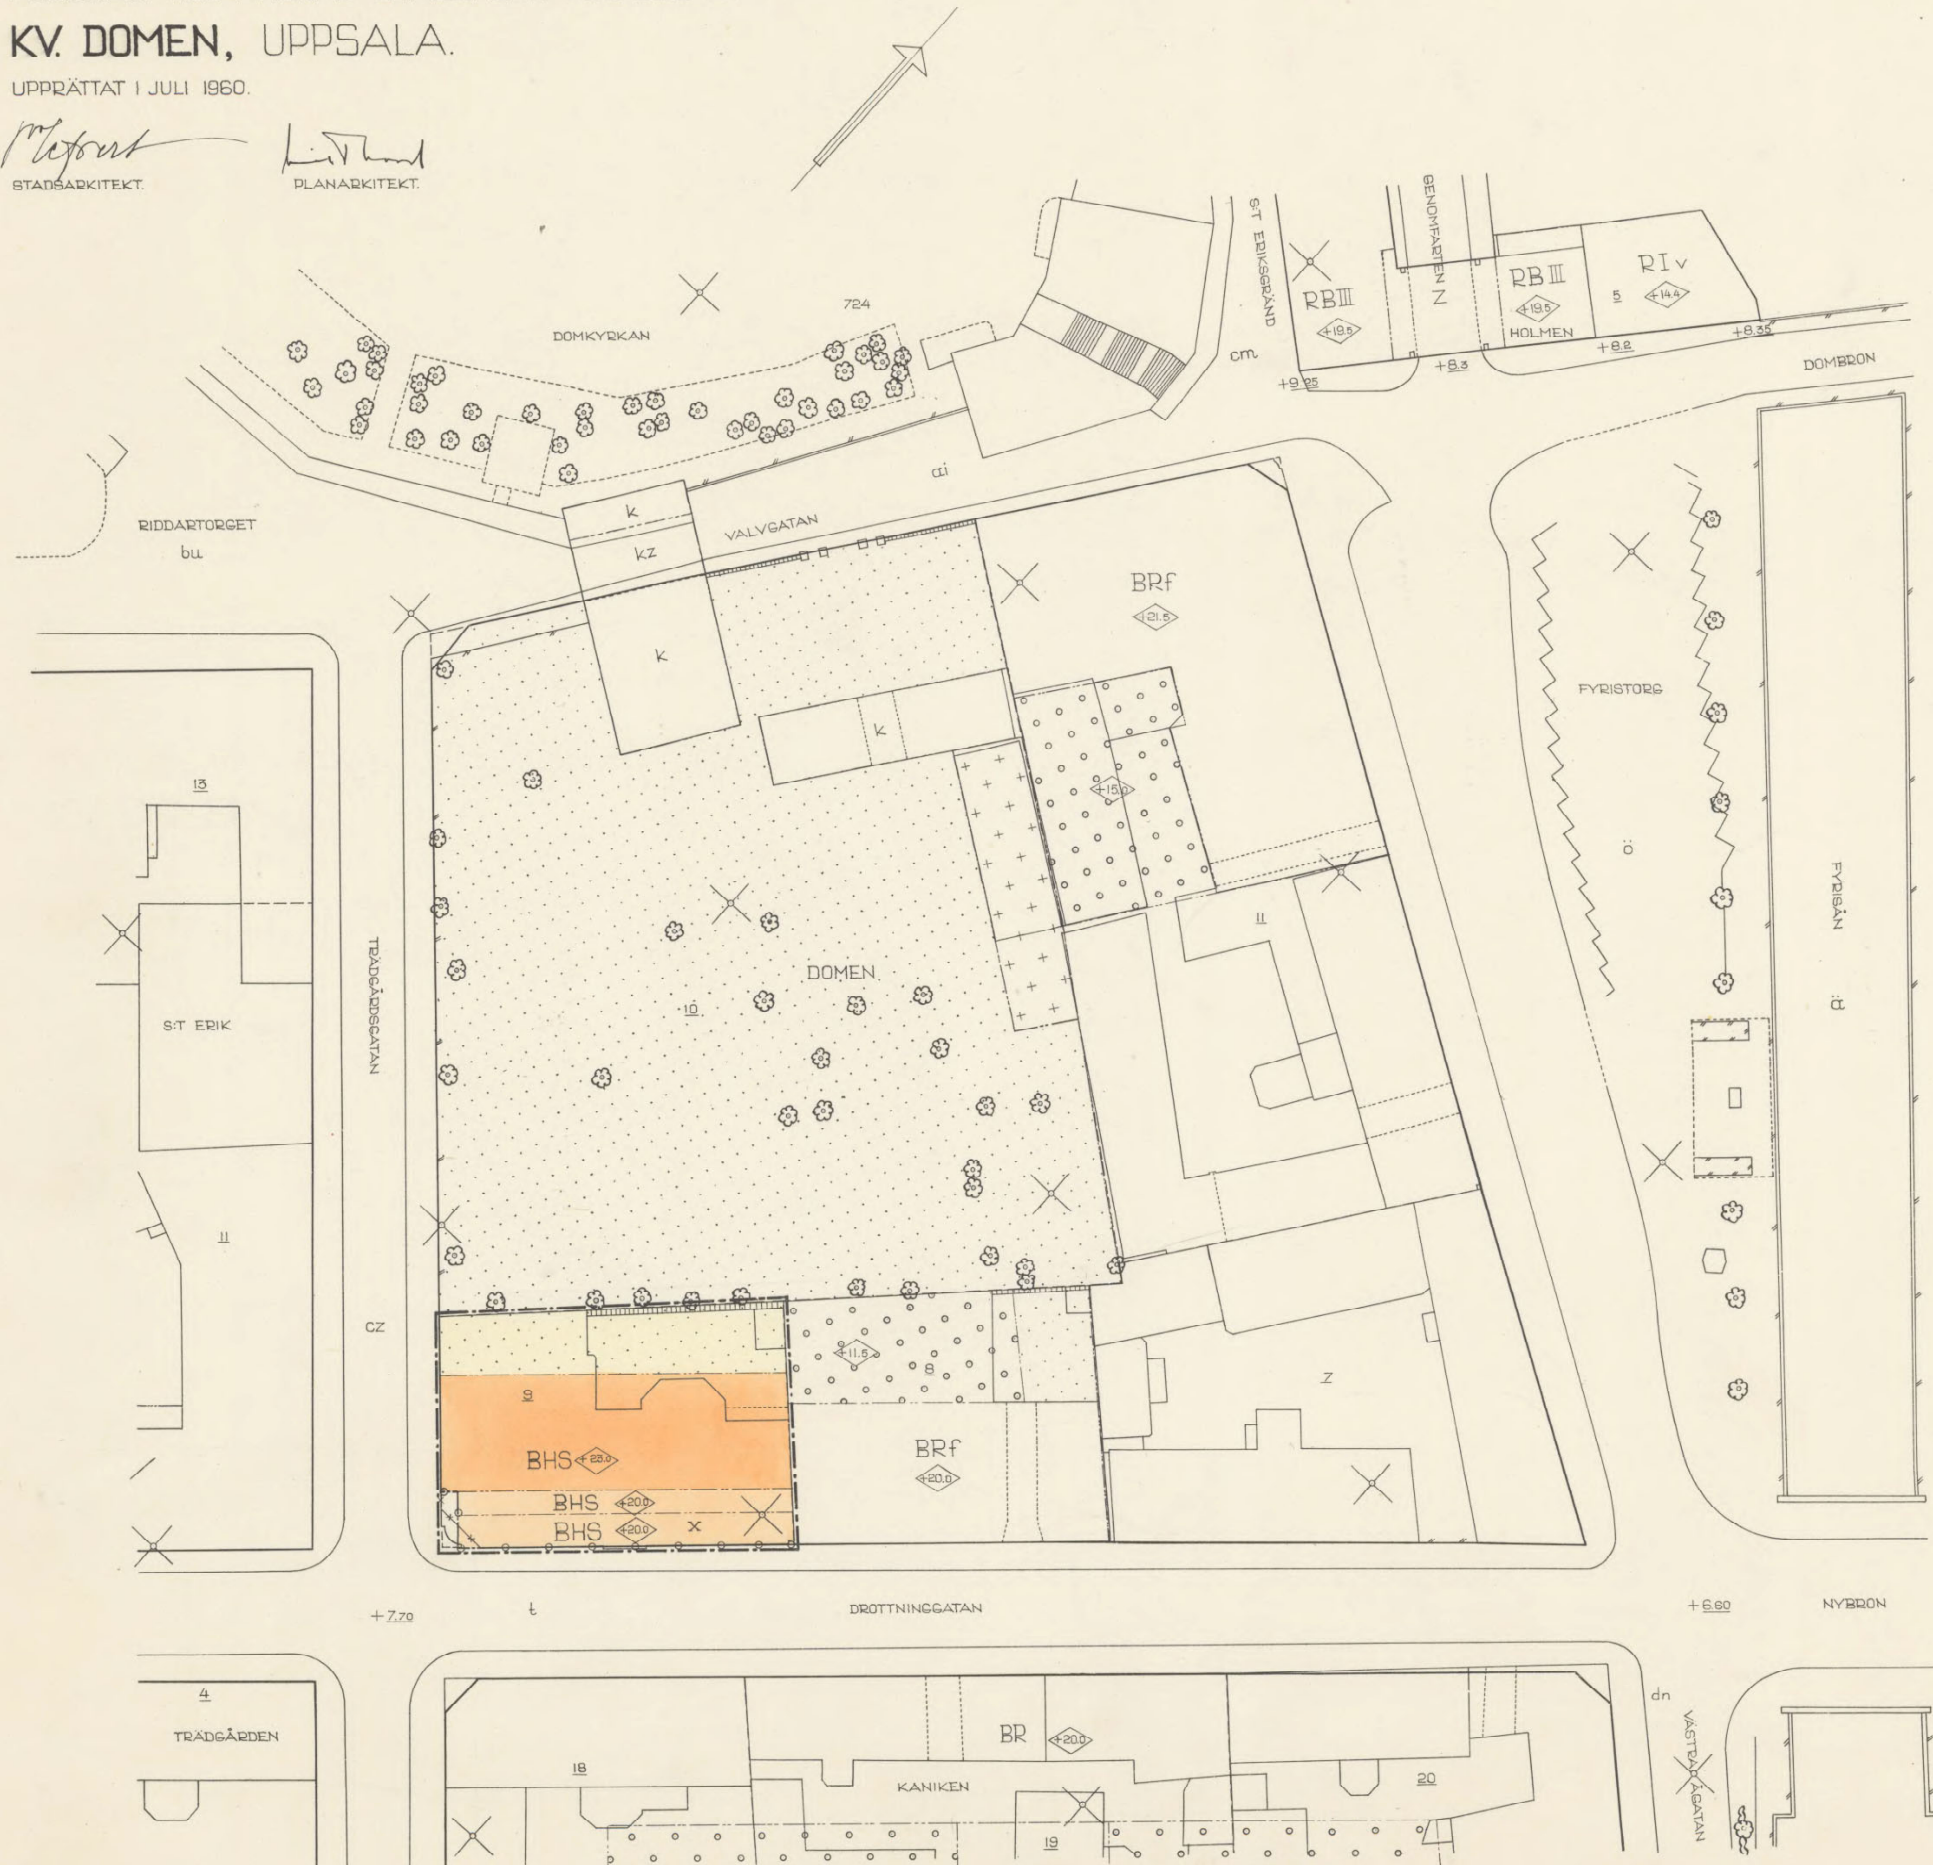 KV. DOMEN, UPPSALA.
UPPRÄTTAT I JULI 1960.
STADSARKITEKT.
PLANARKITEKT.
DOMKYRKAN
724
S:T ERIKSGRÄND
GENOMFARTEN
Z
RBIII
+19.5
RBIII
+19.5
HOLMEN
5
RIv
+14.4
+9.25
+8.3
+8.2
+8.35
DOMBRON
cm
ai
VALVGATAN
RIDDARTORGET
bu
k
kz
k
k
BRf
+21.5
+15.0
FYRISTORG
ö
FYRISÅN
ä
13
S:T ERIK
11
TRÄDGÅRDSGATAN
cz
DOMEN
10
11
7
8
+11.5
9
BHS +23.0
BHS +20.0
BHS +20.0 x
BRf
+20.0
+7.70
t
DROTTNINGGATAN
+6.60
NYBRON
4
TRÄDGÅRDEN
18
BR +20.0
KANIKEN
19
20
dn
VÄSTRA ÅGATAN